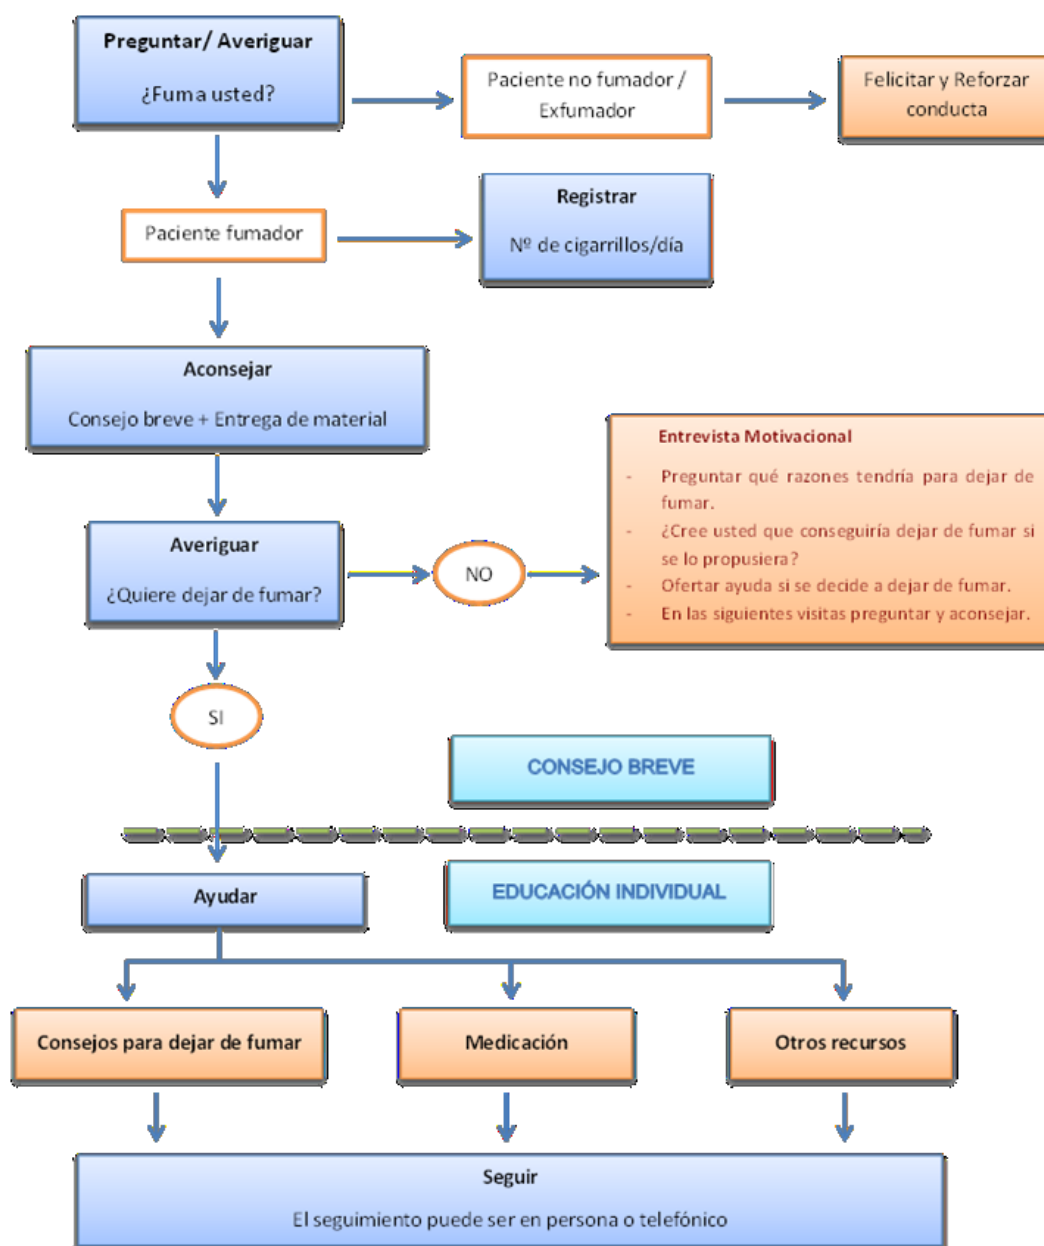 Preguntar/ Averiguar
¿Fuma usted?
Paciente no fumador /
Exfumador
Felicitar y Reforzar
conducta
Paciente fumador
Registrar
Nº de cigarrillos/día
Aconsejar
Consejo breve + Entrega de material
Averiguar
¿Quiere dejar de fumar?
NO
Entrevista Motivacional
- Preguntar qué razones tendría para dejar de
fumar.
- ¿Cree usted que conseguiría dejar de fumar si
se lo propusiera?
- Ofertar ayuda si se decide a dejar de fumar.
- En las siguientes visitas preguntar y aconsejar.
SI
CONSEJO BREVE
EDUCACIÓN INDIVIDUAL
Ayudar
Consejos para dejar de fumar
Medicación
Otros recursos
Seguir
El seguimiento puede ser en persona o telefónico